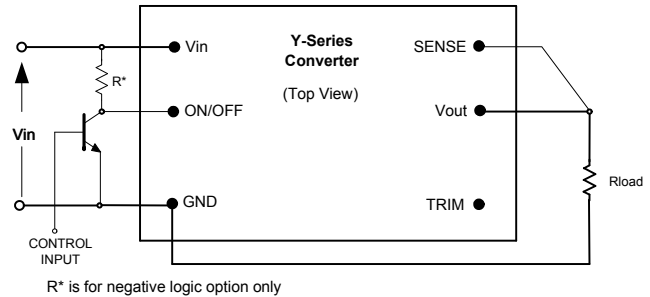 Y-Series
Converter
(Top View)
Vin
SENSE
R*
ON/OFF
Vout
Vin
GND
TRIM
Rload
CONTROL
INPUT
R* is for negative logic option only